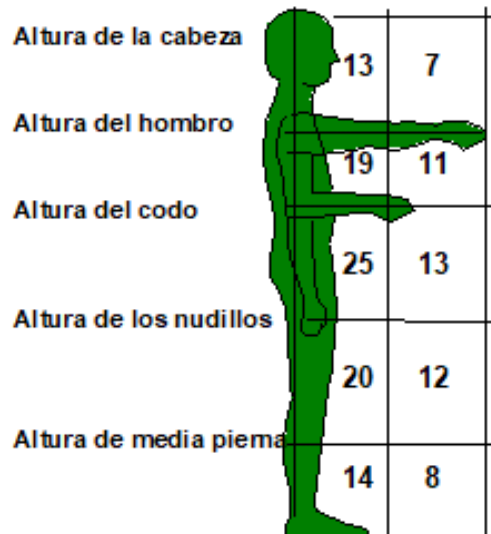 Altura de la cabeza
13 7
Altura del hombro
19 11
Altura del codo
25 13
Altura de los nudillos
20 12
Altura de media pierna
14 8